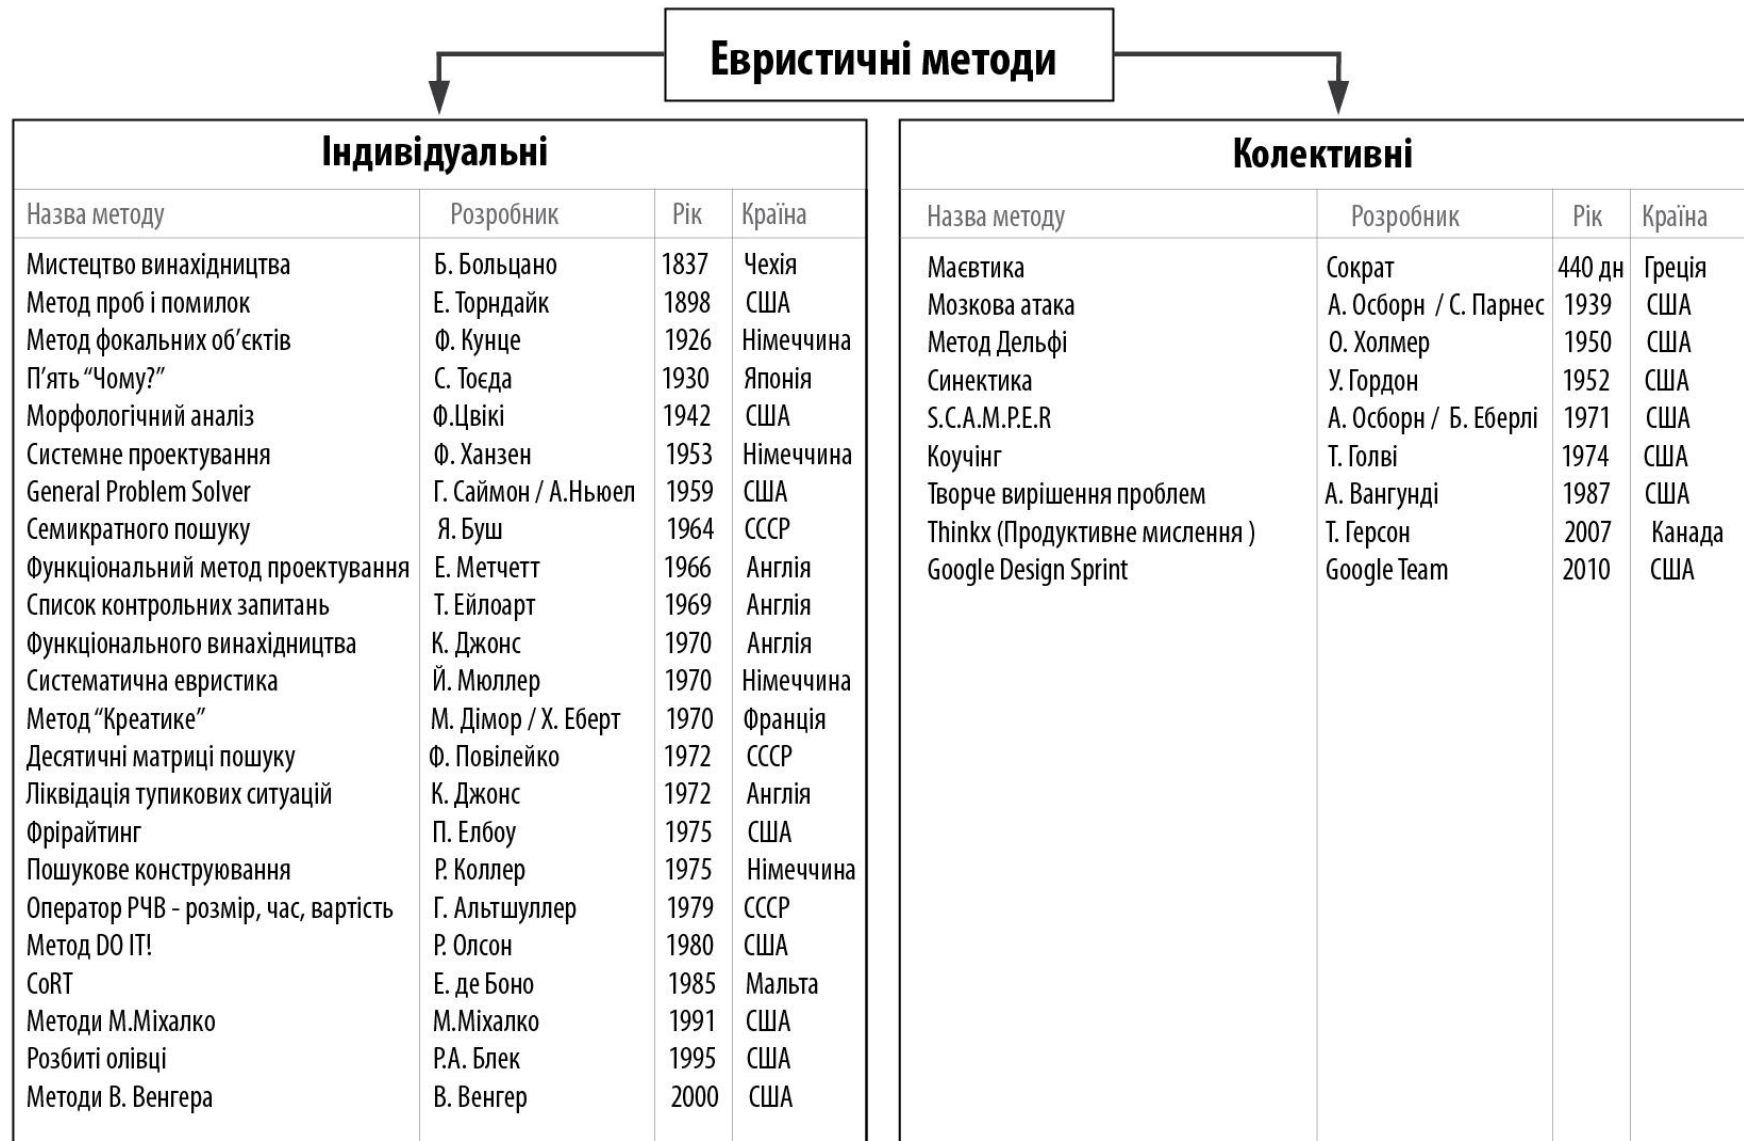 Евристичні методи
Індивідуальні
Назва методу Розробник Рік Країна
Мистецтво винахідництва Б. Больцано 1837 Чехія
Метод проб і помилок Е. Торндайк 1898 США
Метод фокальних об’єктів Ф. Кунце 1926 Німеччина
П’ять “Чому?” С. Тоєда 1930 Японія
Морфологічний аналіз Ф.Цвікі 1942 США
Системне проектування Ф. Ханзен 1953 Німеччина
General Problem Solver Г. Саймон / А.Ньюел 1959 США
Семикратного пошуку Я. Буш 1964 СССР
Функціональний метод проектування Е. Метчетт 1966 Англія
Список контрольних запитань Т. Ейлоарт 1969 Англія
Функціонального винахідництва К. Джонс 1970 Англія
Систематична евристика Й. Мюллер 1970 Німеччина
Метод “Креатике” М. Дімор / Х. Еберт 1970 Франція
Десятичні матриці пошуку Ф. Повілейко 1972 СССР
Ліквідація тупикових ситуацій К. Джонс 1972 Англія
Фрірайтинг П. Елбоу 1975 США
Пошукове конструювання Р. Коллер 1975 Німеччина
Оператор РЧВ - розмір, час, вартість Г. Альтшуллер 1979 СССР
Метод DO IT! Р. Олсон 1980 США
CoRT Е. де Боно 1985 Мальта
Методи М.Міхалко М.Міхалко 1991 США
Розбиті олівці Р.А. Блек 1995 США
Методи В. Венгера В. Венгер 2000 США
Колективні
Назва методу Розробник Рік Країна
Маєвтика Сократ 440 дн Греція
Мозкова атака А. Осборн / С. Парнес 1939 США
Метод Дельфі О. Холмер 1950 США
Синектика У. Гордон 1952 США
S.C.A.M.P.E.R А. Осборн / Б. Еберлі 1971 США
Коучінг Т. Голві 1974 США
Творче вирішення проблем А. Вангунді 1987 США
Thinkx (Продуктивне мислення ) Т. Герсон 2007 Канада
Google Design Sprint Google Team 2010 США